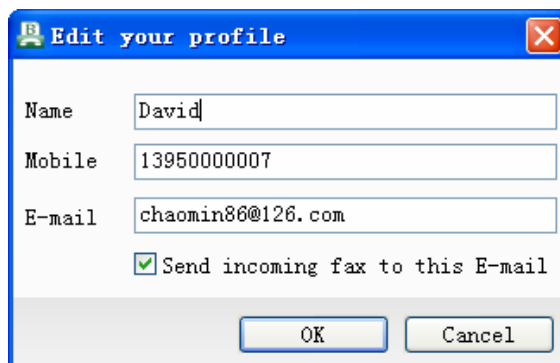 Edit your profile
Name David
Mobile 13950000007
E-mail chaomin86@126.com
Send incoming fax to this E-mail
OK Cancel